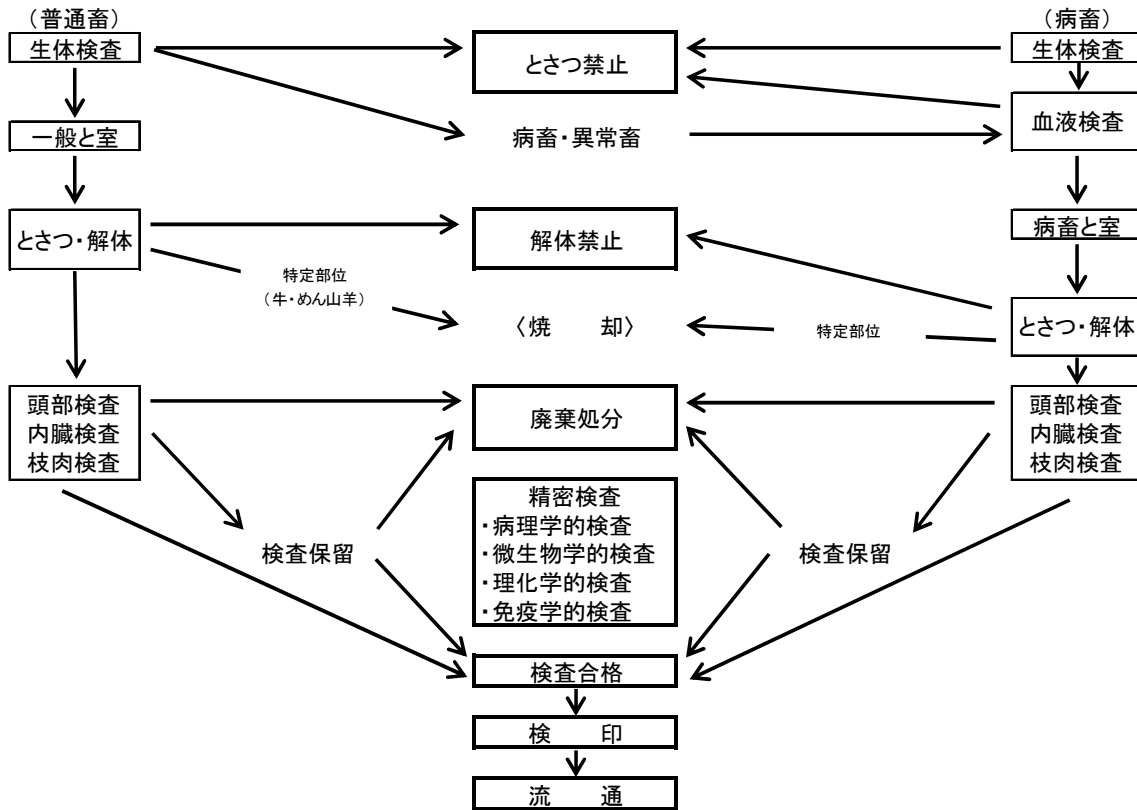 （普通畜）
生体検査
一般と室
とさつ・解体
特定部位
（牛・めん山羊）
頭部検査
内臓検査
枝肉検査
検査保留
とさつ禁止
病畜・異常畜
解体禁止
〈焼　　却〉
廃棄処分
精密検査
・病理学的検査
・微生物学的検査
・理化学的検査
・免疫学的検査
検査合格
検　　印
流　　通
（病畜）
生体検査
血液検査
病畜と室
とさつ・解体
特定部位
頭部検査
内臓検査
枝肉検査
検査保留